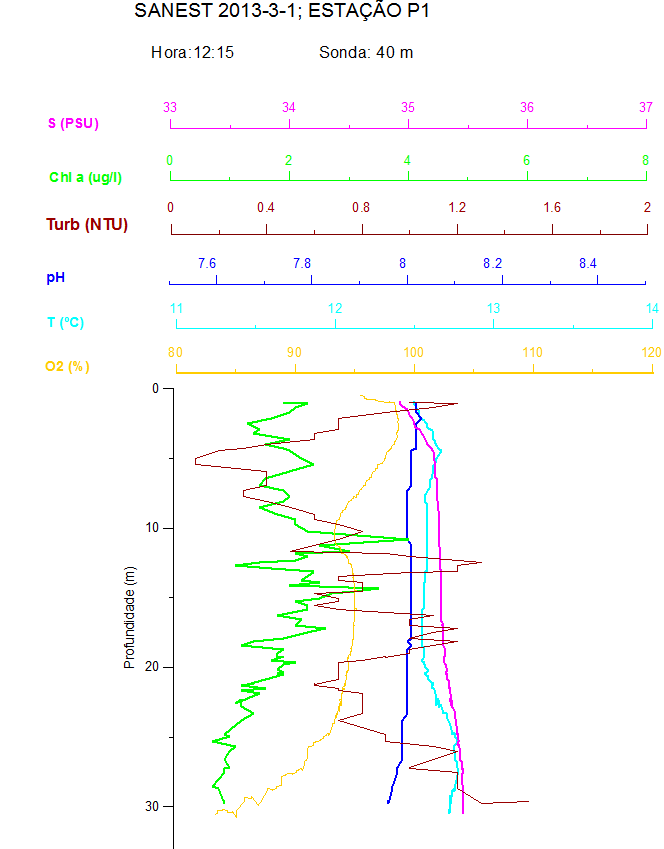 SANEST 2013-3-1; ESTAÇÃO P1
Hora:12:15 Sonda: 40 m
33 34 35 36 37
S (PSU)
0 2 4 6 8
Chl a (ug/l)
0 0.4 0.8 1.2 1.6 2
Turb (NTU)
7.6 7.8 8 8.2 8.4
pH
11 12 13 14
T (ºC)
80 90 100 110 120
O2 (%)
0
10
Profundidade (m)
20
30